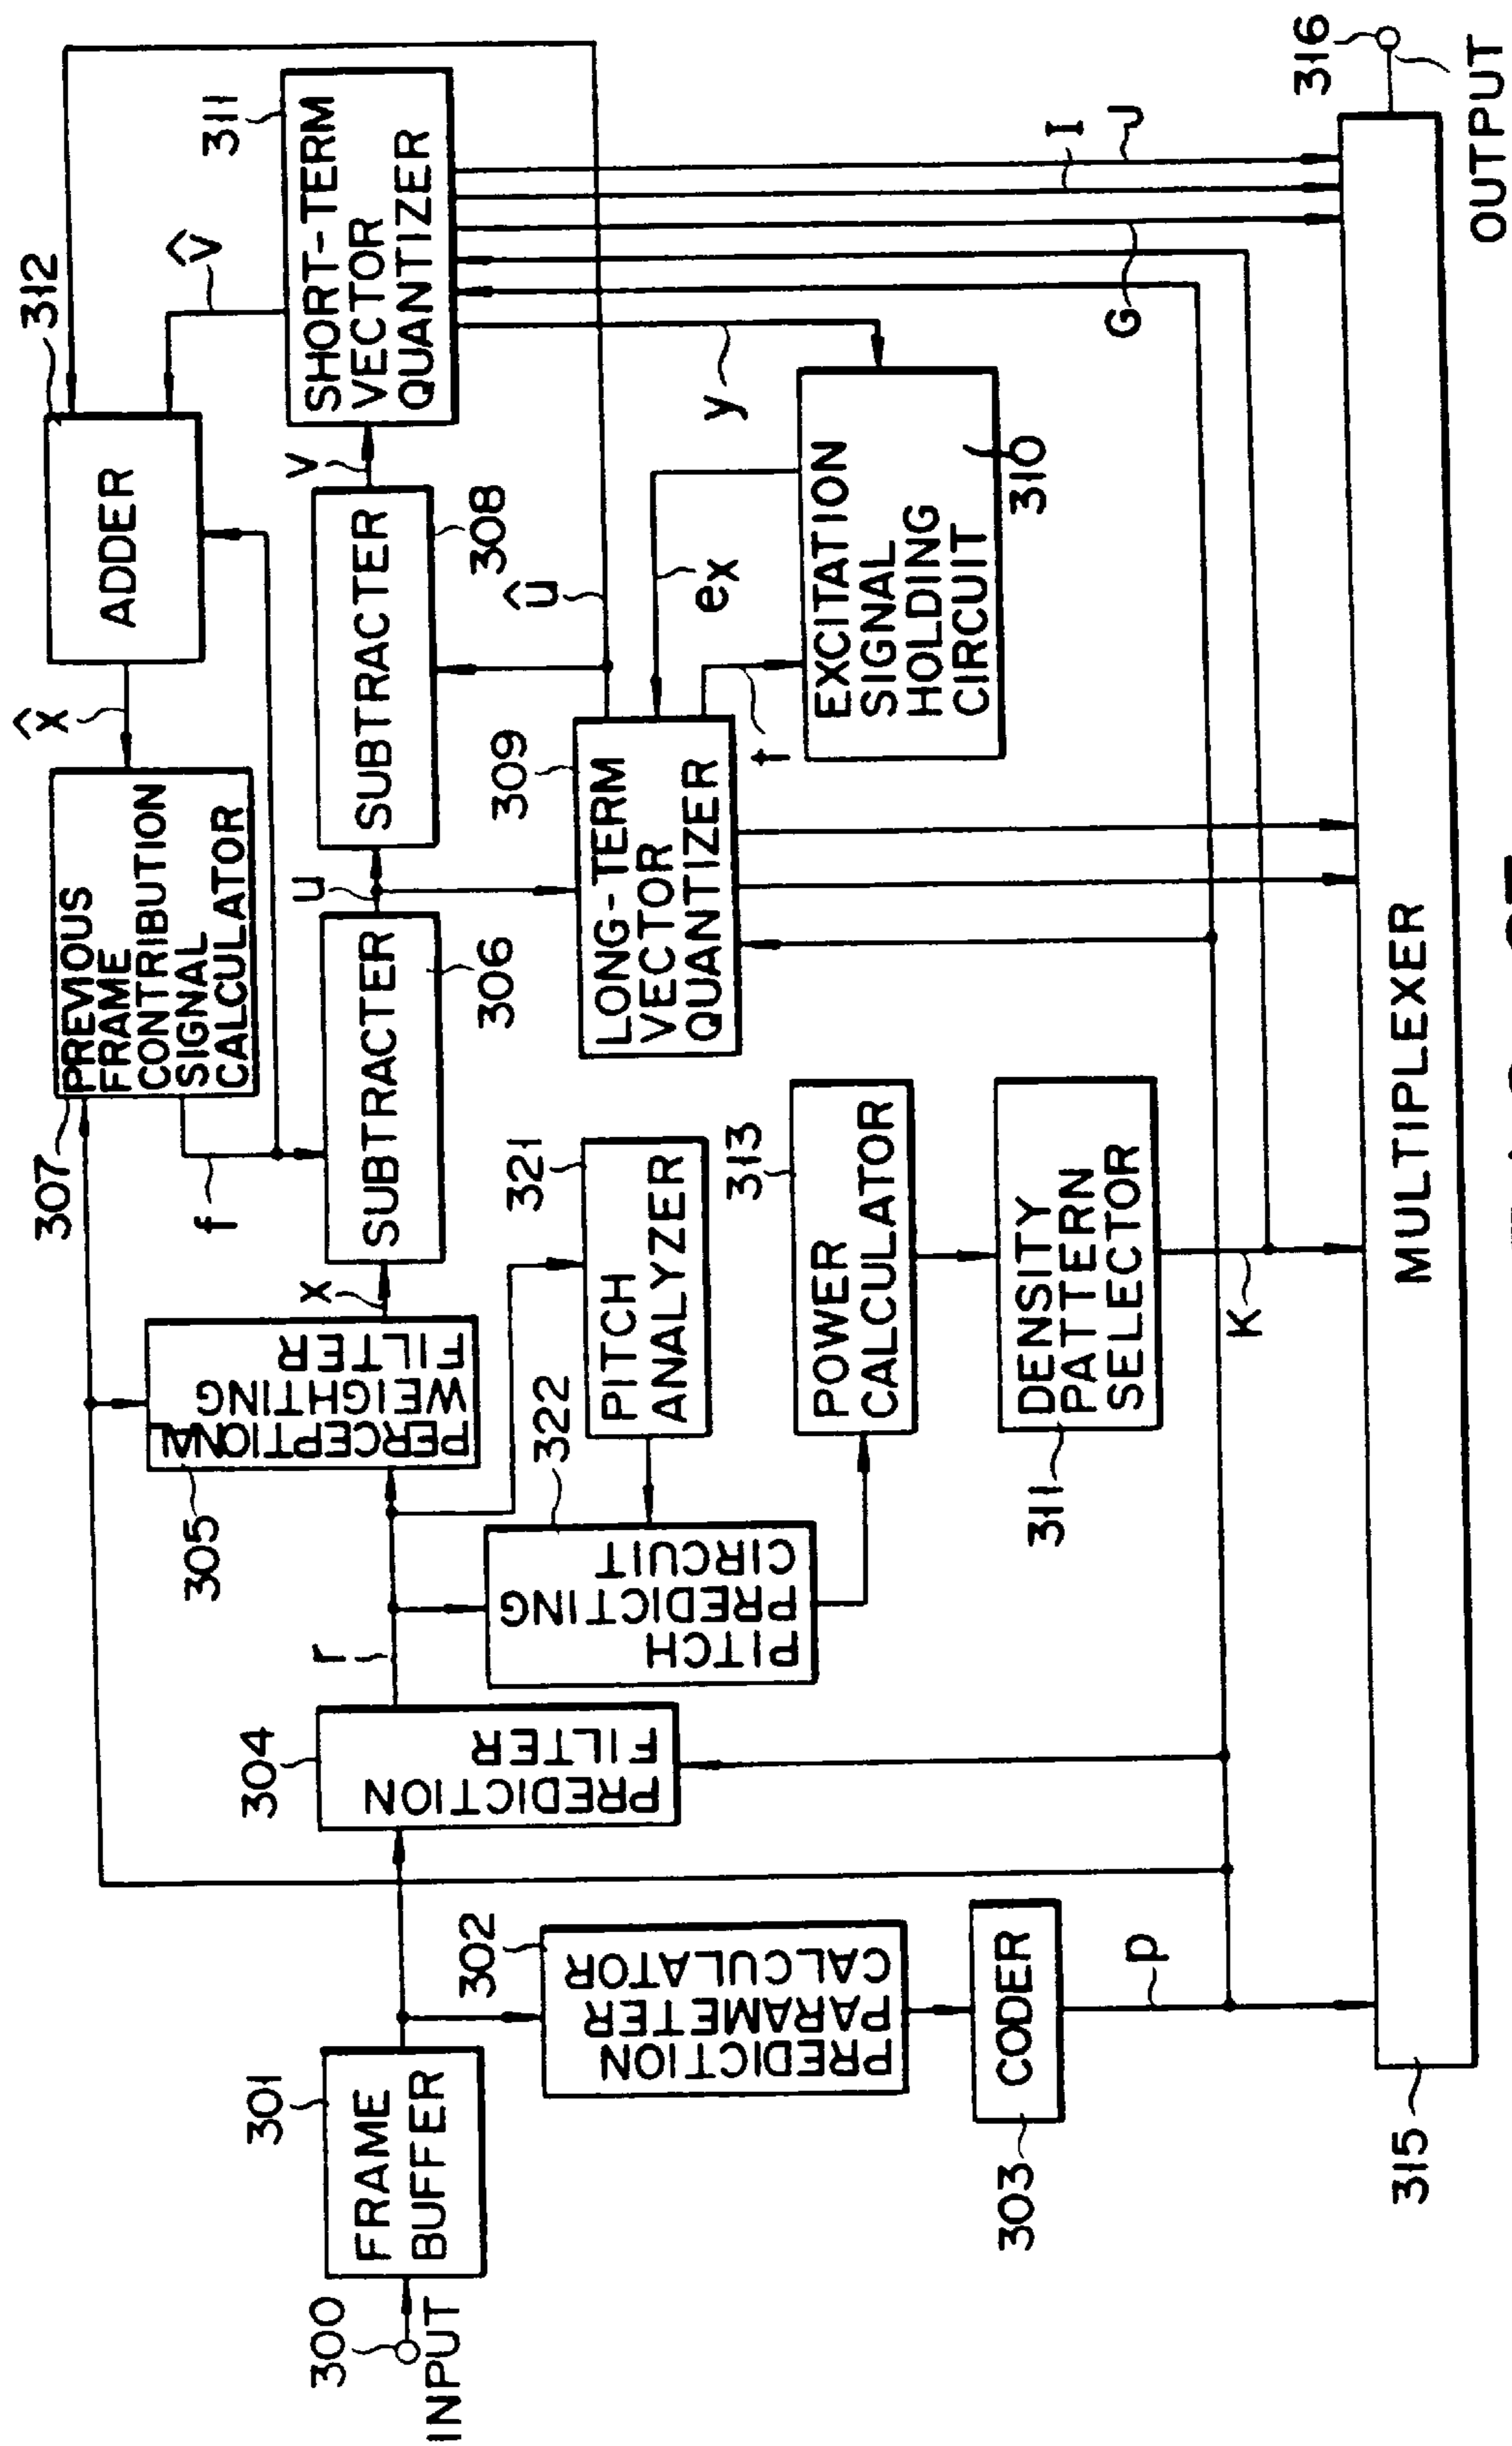 300
INPUT
301
FRAME
BUFFER
302
PREDICTION
PARAMETER
CALCULATOR
303
CODER
p
304
PREDICTION
FILTER
r
305
PERCEPTIONAL
WEIGHTING
FILTER
x
322
PITCH
PREDICTING
CIRCUIT
321
PITCH
ANALYZER
313
POWER
CALCULATOR
311
DENSITY
PATTERN
SELECTOR
K
307
PREVIOUS
FRAME
CONTRIBUTION
SIGNAL
CALCULATOR
f
306
SUBTRACTER
u
309
LONG-TERM
VECTOR
QUANTIZER
t
x̂
312
ADDER
308
SUBTRACTER
v
û
ex
310
EXCITATION
SIGNAL
HOLDING
CIRCUIT
y
v̂
311
SHORT-TERM
VECTOR
QUANTIZER
G
I
J
315
MULTIPLEXER
316
OUTPUT